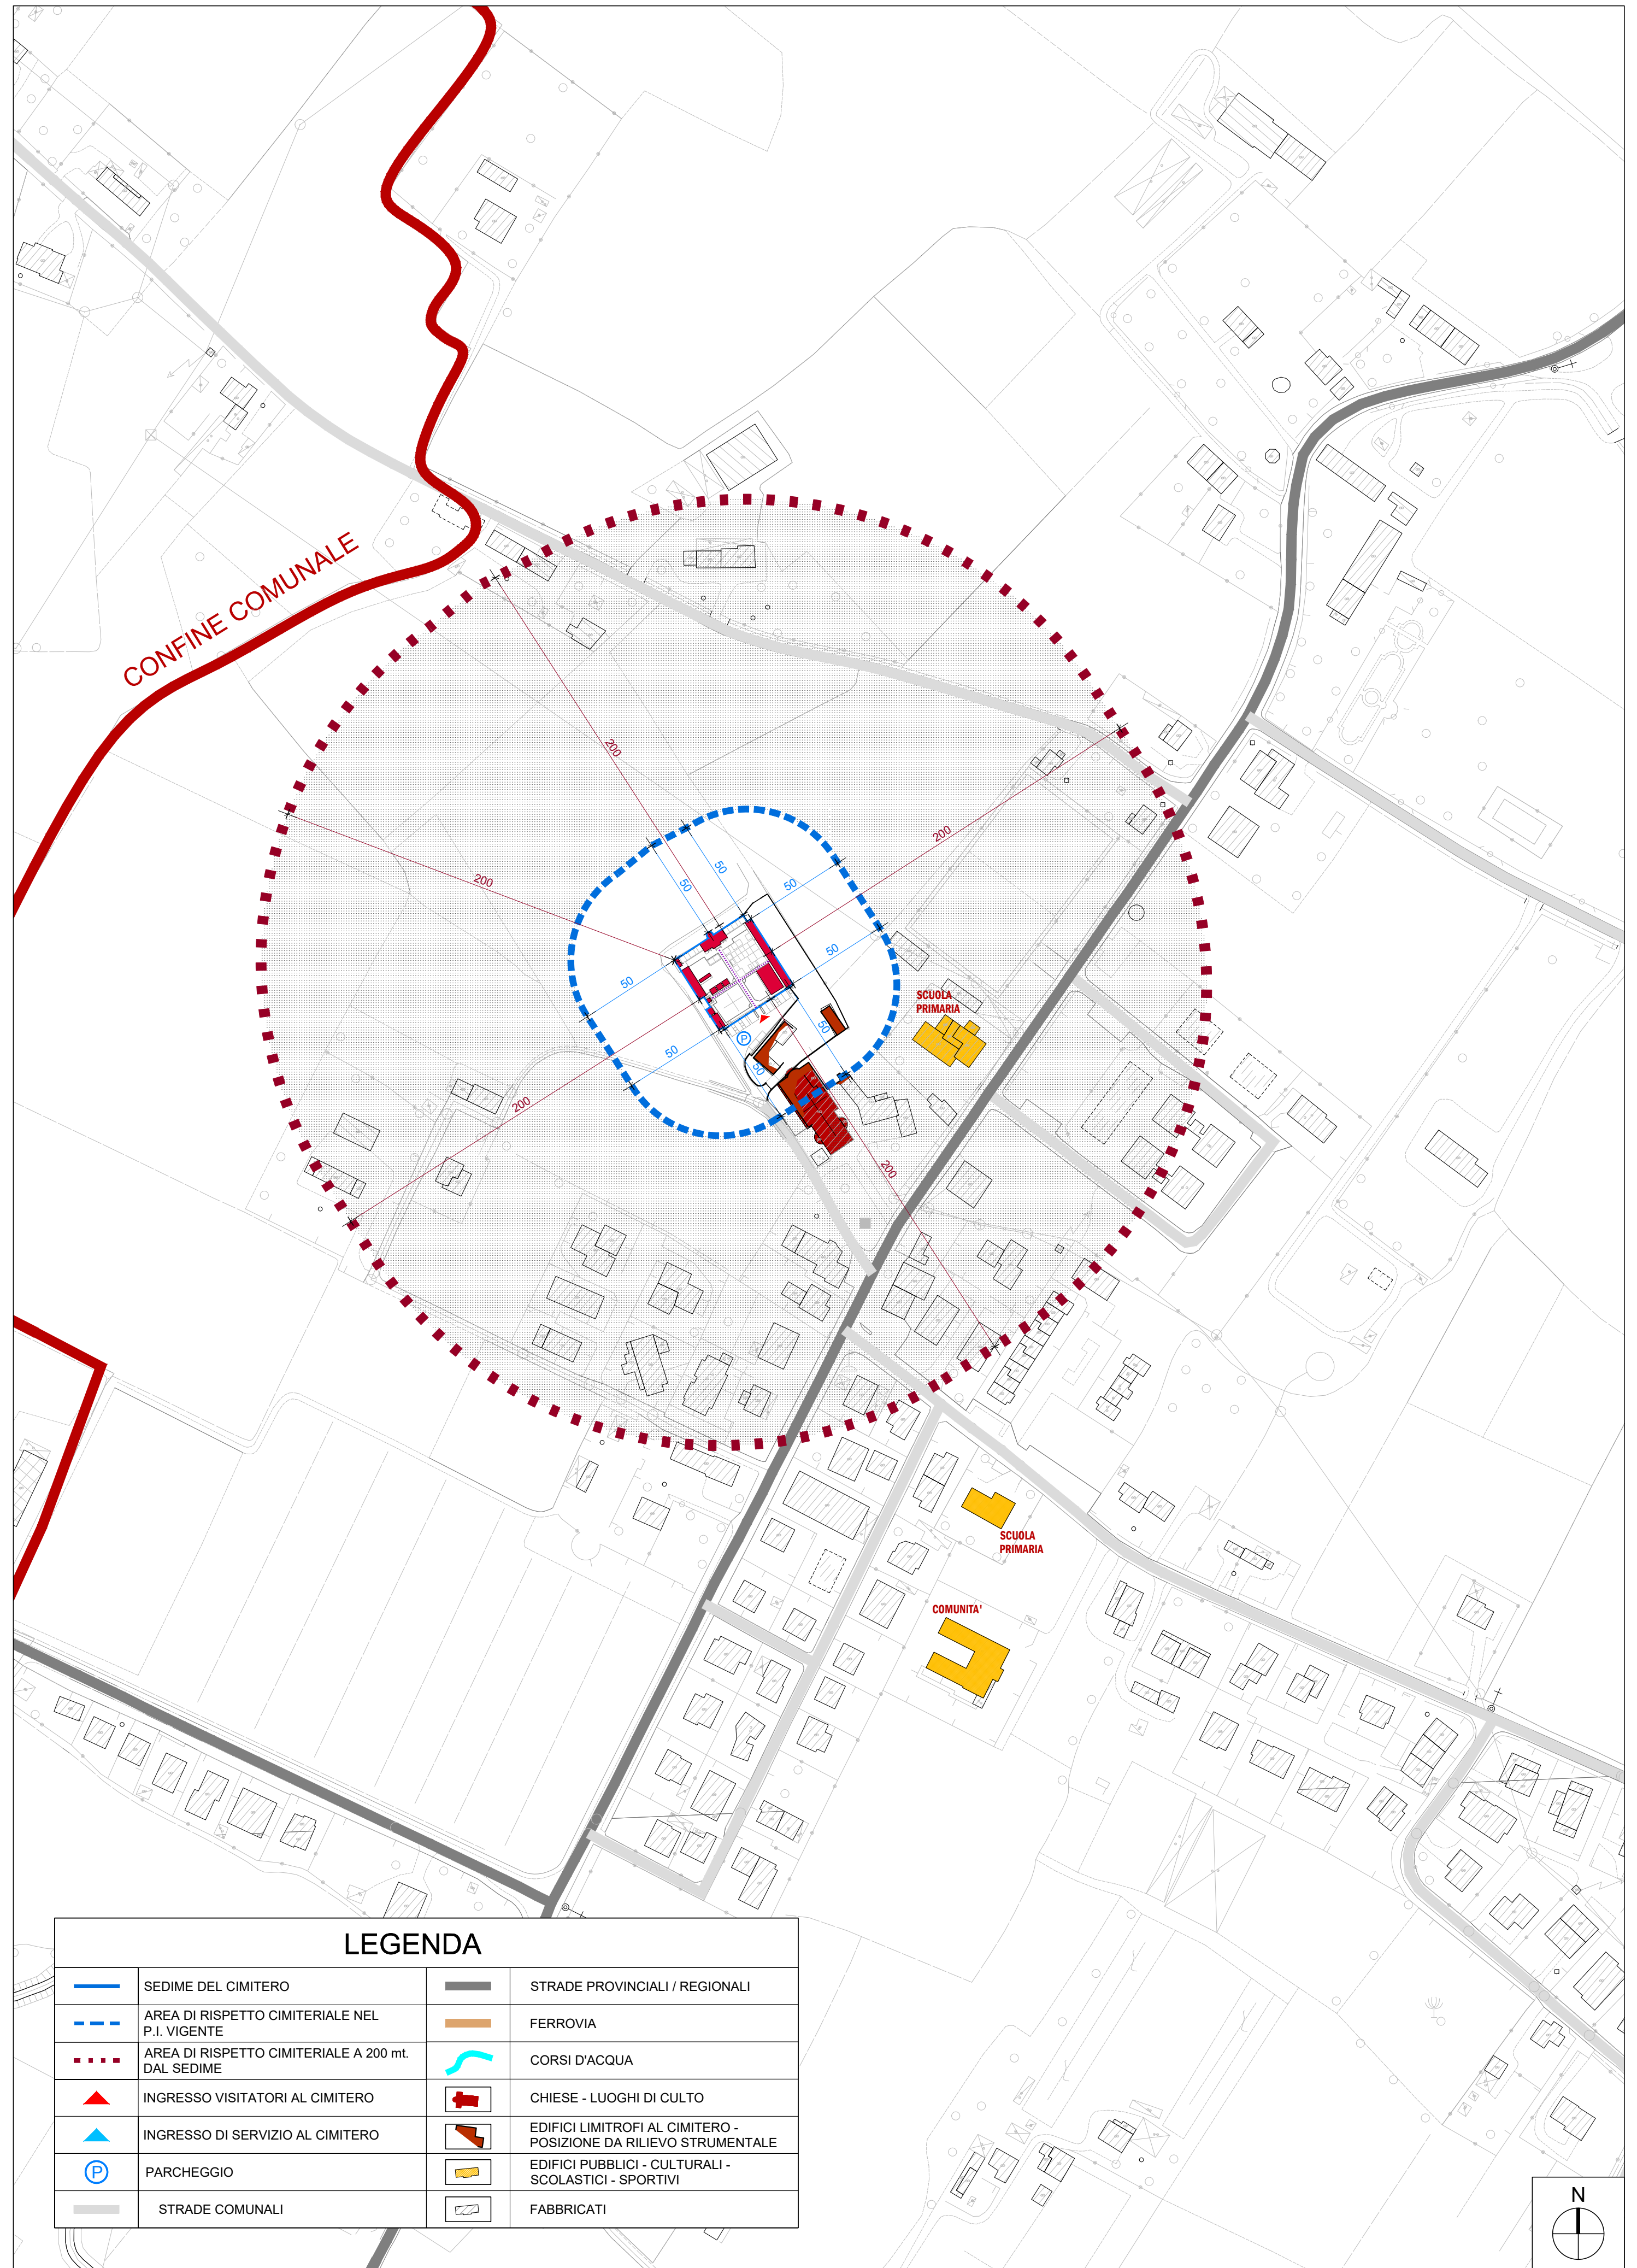 CONFINE COMUNALE
200
200
200
50
50
50
50
50
50
50
50
P
SCUOLA
PRIMARIA
200
200
SCUOLA
PRIMARIA
COMUNITA'
LEGENDA
SEDIME DEL CIMITERO
STRADE PROVINCIALI / REGIONALI
AREA DI RISPETTO CIMITERIALE NEL
P.I. VIGENTE
FERROVIA
AREA DI RISPETTO CIMITERIALE A 200 mt.
DAL SEDIME
CORSI D'ACQUA
INGRESSO VISITATORI AL CIMITERO
CHIESE - LUOGHI DI CULTO
INGRESSO DI SERVIZIO AL CIMITERO
EDIFICI LIMITROFI AL CIMITERO -
POSIZIONE DA RILIEVO STRUMENTALE
P
PARCHEGGIO
EDIFICI PUBBLICI - CULTURALI -
SCOLASTICI - SPORTIVI
STRADE COMUNALI
FABBRICATI
N